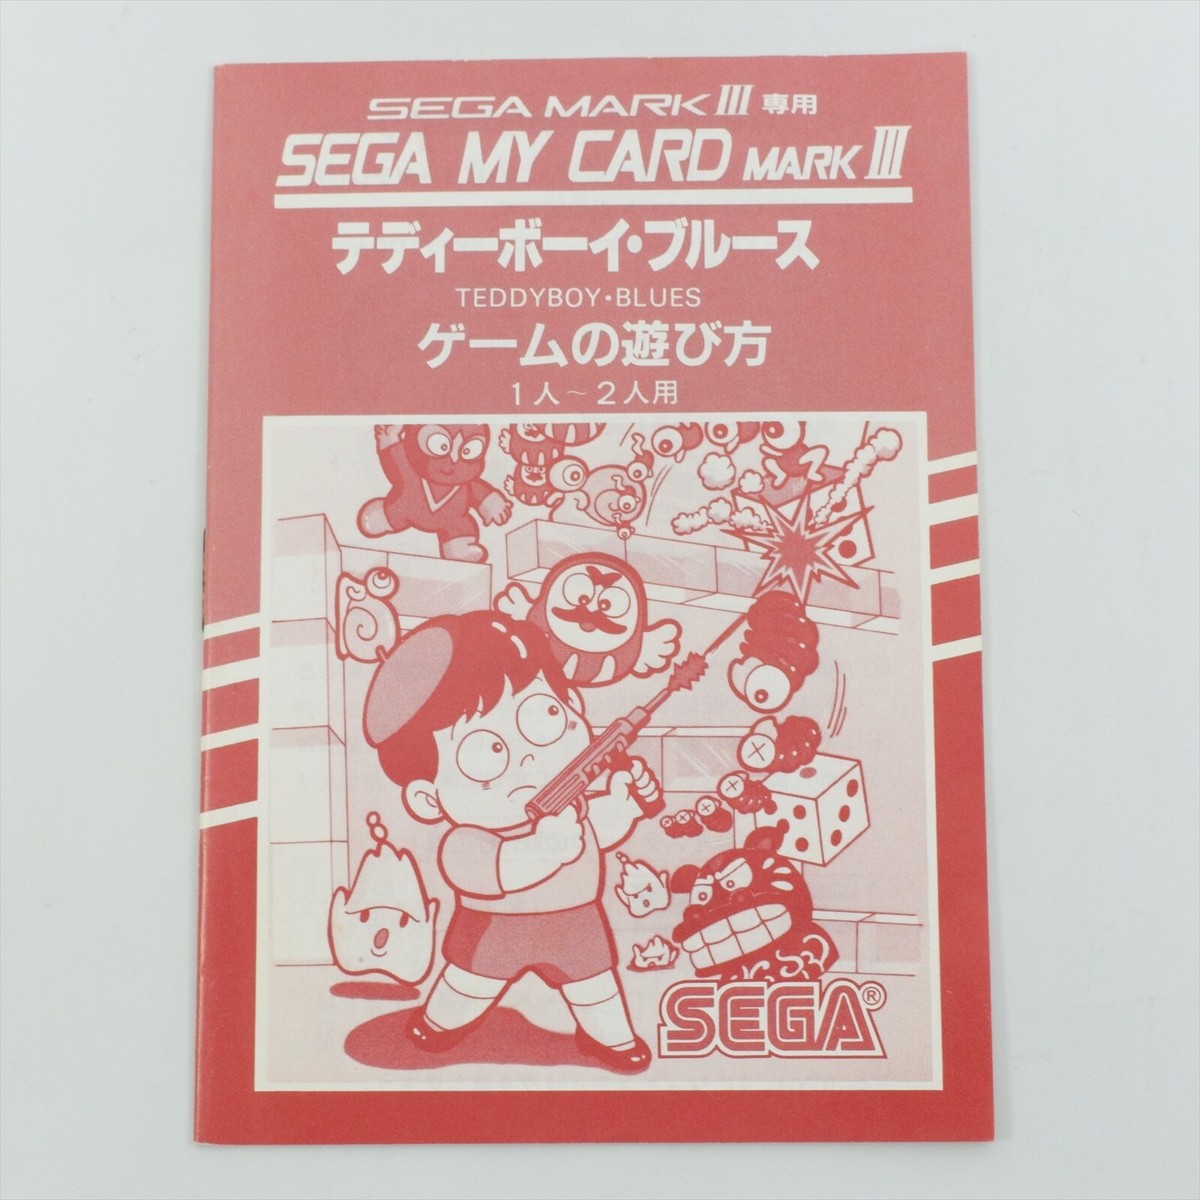 SEGA MARK III 専用
SEGA MY CARD MARK III
テディーボーイ・ブルース
TEDDYBOY・BLUES
ゲームの遊び方
1人～2人用
SEGA®